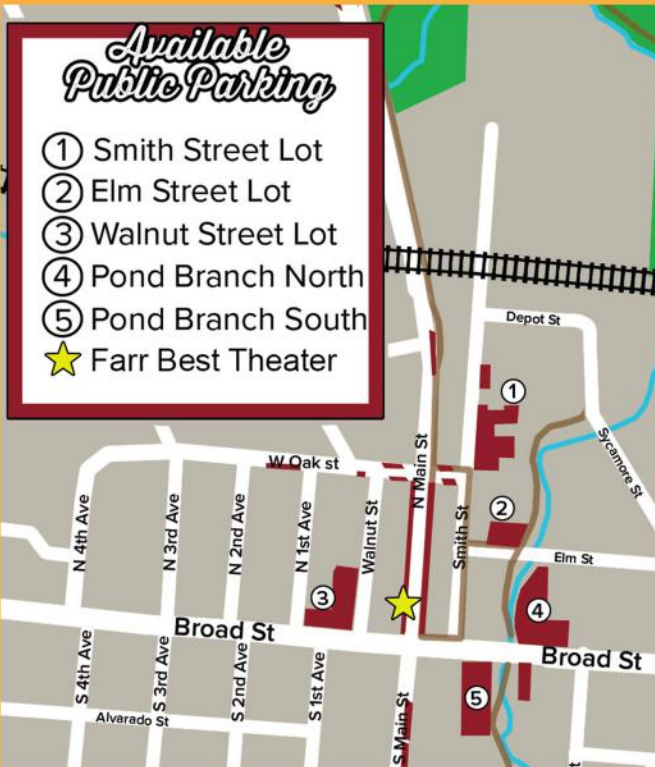 Available
Public Parking
1 Smith Street Lot
2 Elm Street Lot
3 Walnut Street Lot
4 Pond Branch North
5 Pond Branch South
Farr Best Theater
Depot St
1
Sycamore St
W Oak st
N Main St
N 4th Ave
N 3rd Ave
N 2nd Ave
N 1st Ave
Walnut St
Smith St
2
Elm St
3
4
Broad St
Broad St
S 4th Ave
S 3rd Ave
S 2nd Ave
S 1st Ave
S Main St
5
Alvarado St